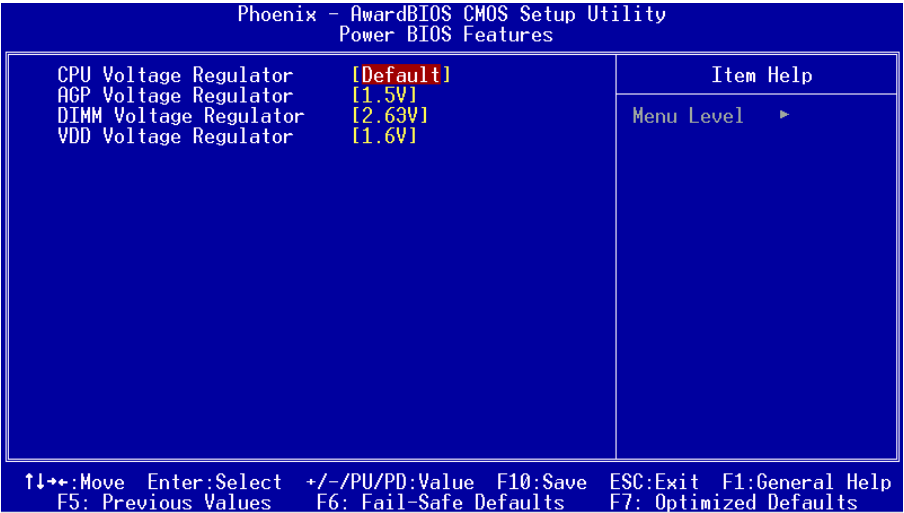 Phoenix - AwardBIOS CMOS Setup Utility
Power BIOS Features
CPU Voltage Regulator [Default]
AGP Voltage Regulator [1.5V]
DIMM Voltage Regulator [2.63V]
VDD Voltage Regulator [1.6V]
Item Help
Menu Level ►
↑↓→←:Move Enter:Select +/-/PU/PD:Value F10:Save ESC:Exit F1:General Help
F5: Previous Values F6: Fail-Safe Defaults F7: Optimized Defaults